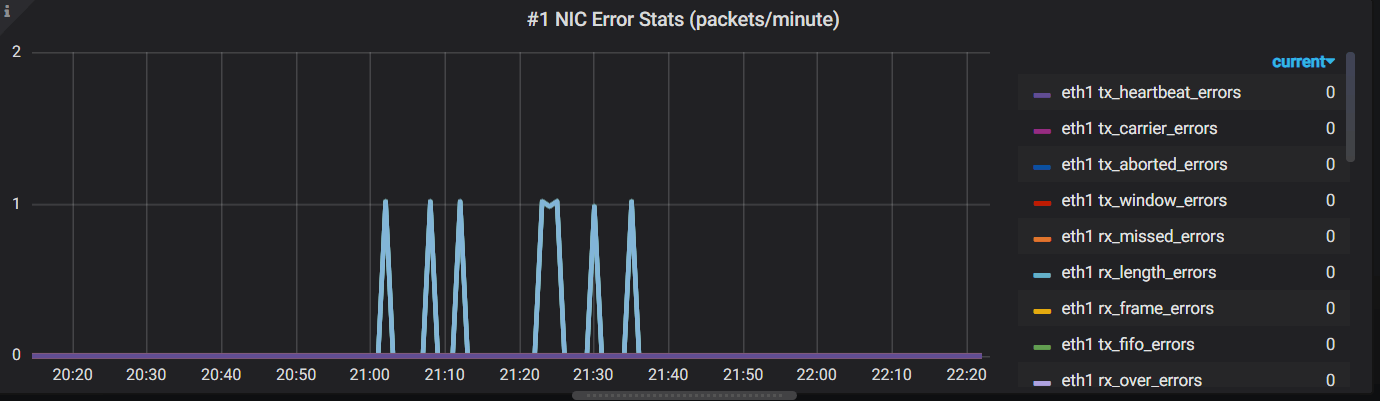 i
#1 NIC Error Stats (packets/minute)
2
1
0
20:20 20:30 20:40 20:50 21:00 21:10 21:20 21:30 21:40 21:50 22:00 22:10 22:20
current
eth1 tx_heartbeat_errors 0
eth1 tx_carrier_errors 0
eth1 tx_aborted_errors 0
eth1 tx_window_errors 0
eth1 rx_missed_errors 0
eth1 rx_length_errors 0
eth1 rx_frame_errors 0
eth1 tx_fifo_errors 0
eth1 rx_over_errors 0